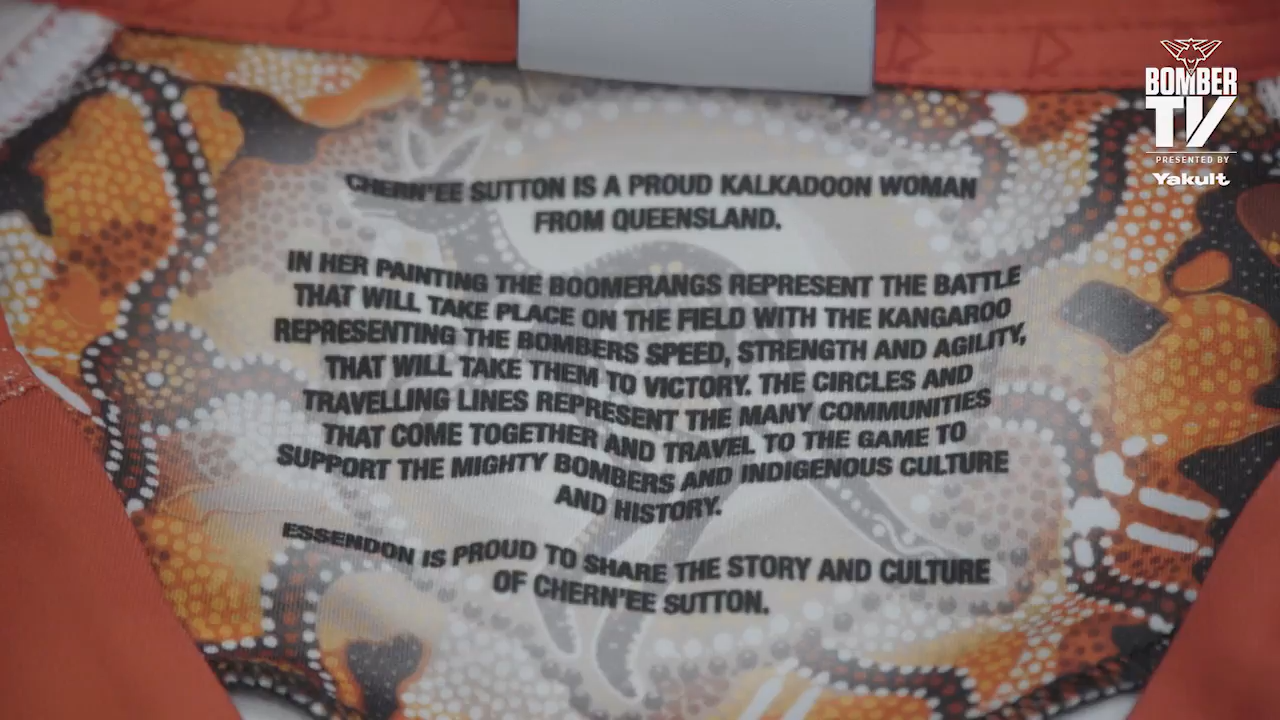 BOMBER
TV
PRESENTED BY
Yakult
CHERN'EE SUTTON IS A PROUD KALKADOON WOMAN
FROM QUEENSLAND.
IN HER PAINTING THE BOOMERANGS REPRESENT THE BATTLE
THAT WILL TAKE PLACE ON THE FIELD WITH THE KANGAROO
REPRESENTING THE BOMBERS SPEED, STRENGTH AND AGILITY,
THAT WILL TAKE THEM TO VICTORY. THE CIRCLES AND
TRAVELLING LINES REPRESENT THE MANY COMMUNITIES
THAT COME TOGETHER AND TRAVEL TO THE GAME TO
SUPPORT THE MIGHTY BOMBERS AND INDIGENOUS CULTURE
AND HISTORY.
ESSENDON IS PROUD TO SHARE THE STORY AND CULTURE
OF CHERN'EE SUTTON.